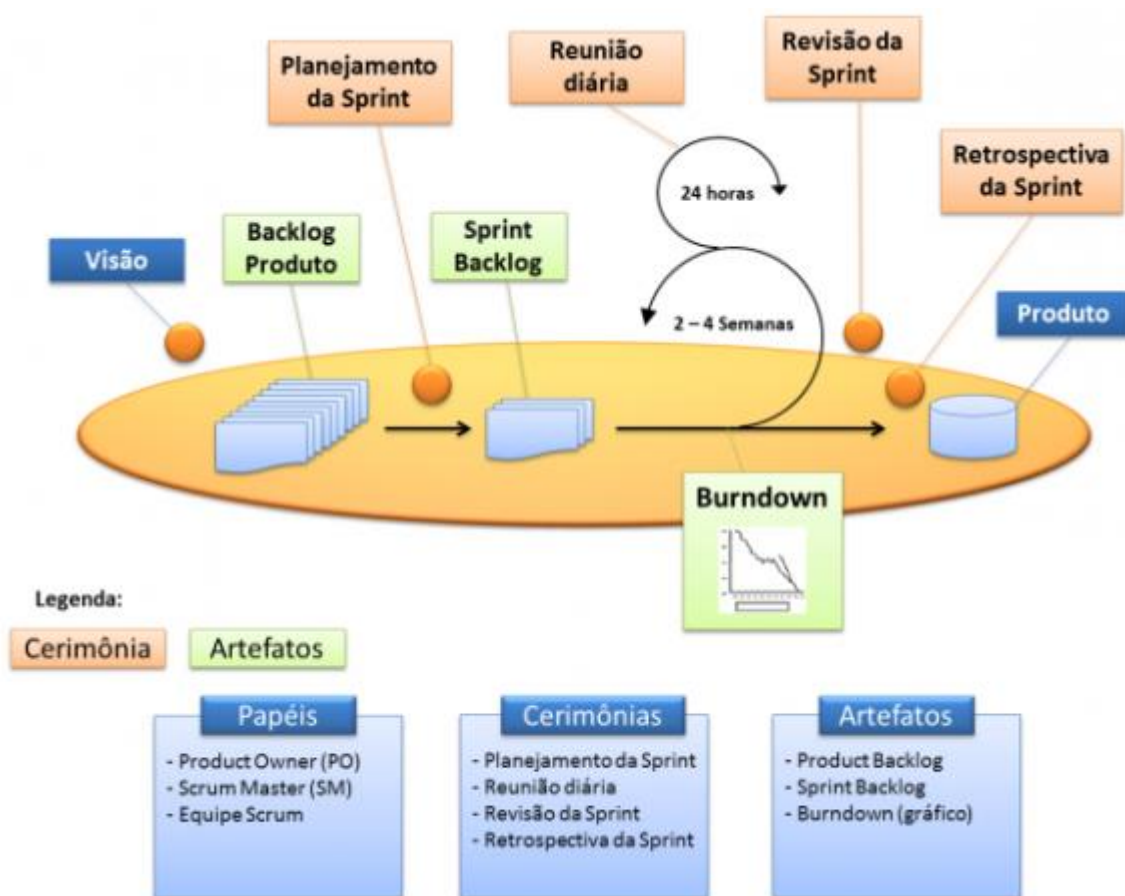 Planejamento
da Sprint
Reunião
diária
Revisão da
Sprint
Retrospectiva
da Sprint
24 horas
Visão
Backlog
Produto
Sprint
Backlog
2 – 4 Semanas
Produto
Burndown
Legenda:
Cerimônia
Artefatos
Papéis
- Product Owner (PO)
- Scrum Master (SM)
- Equipe Scrum
Cerimônias
- Planejamento da Sprint
- Reunião diária
- Revisão da Sprint
- Retrospectiva da Sprint
Artefatos
- Product Backlog
- Sprint Backlog
- Burndown (gráfico)